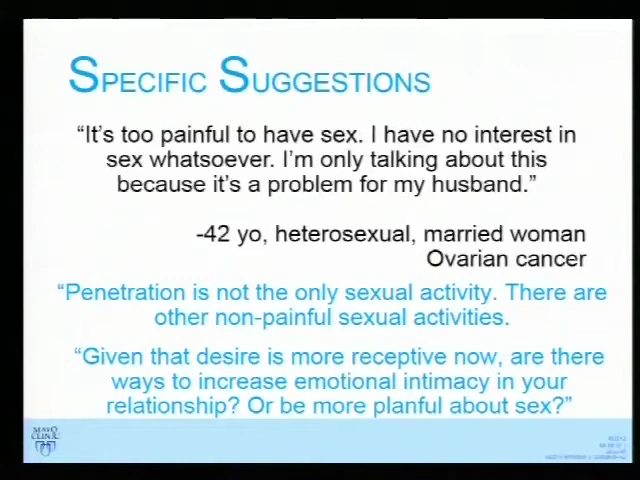 SPECIFIC SUGGESTIONS
“It’s too painful to have sex. I have no interest in
sex whatsoever. I’m only talking about this
because it’s a problem for my husband.”
-42 yo, heterosexual, married woman
Ovarian cancer
“Penetration is not the only sexual activity. There are
other non-painful sexual activities.
“Given that desire is more receptive now, are there
ways to increase emotional intimacy in your
relationship? Or be more planful about sex?”
MAYO
CLINIC